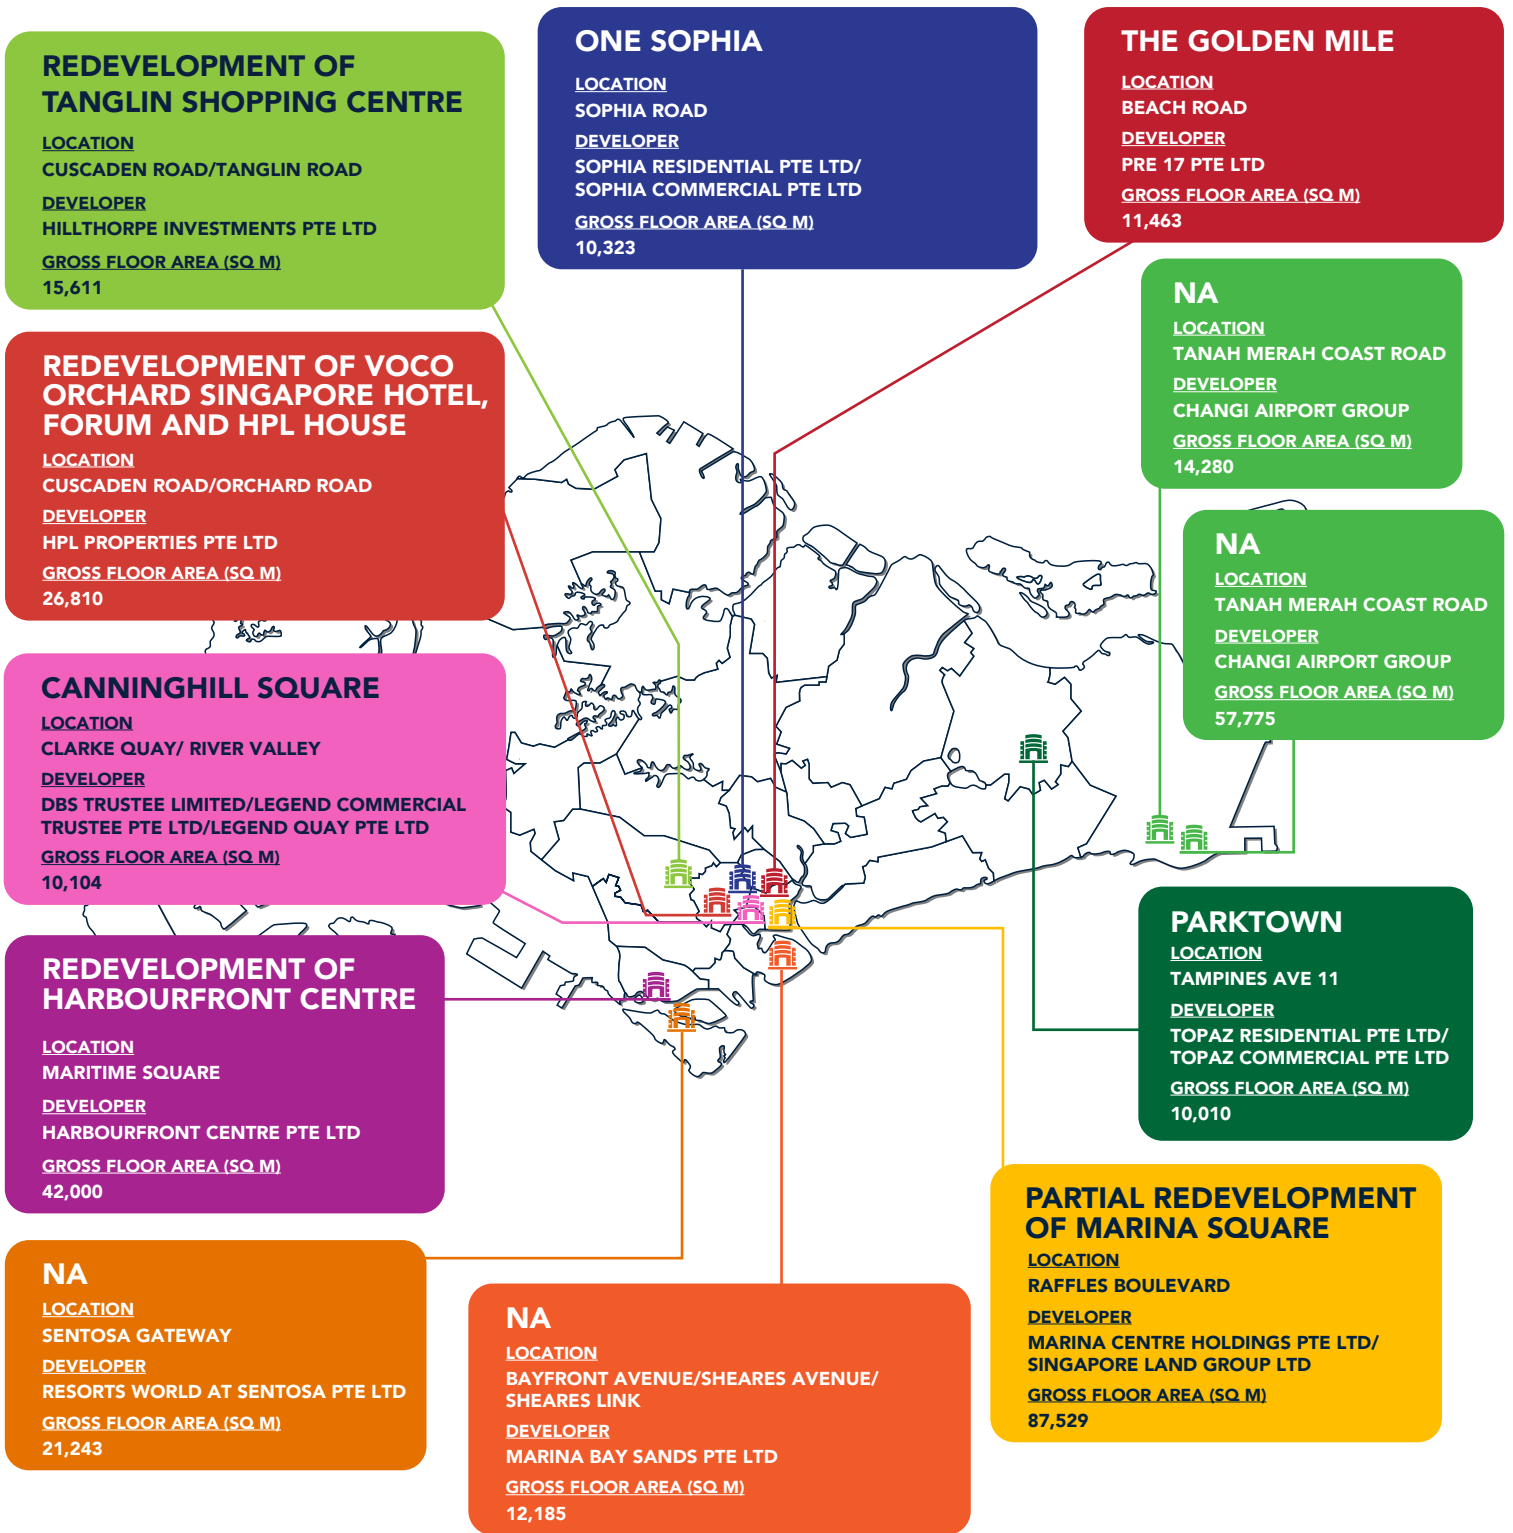 REDEVELOPMENT OF
TANGLIN SHOPPING CENTRE
LOCATION
CUSCADEN ROAD/TANGLIN ROAD
DEVELOPER
HILLTHORPE INVESTMENTS PTE LTD
GROSS FLOOR AREA (SQ M)
15,611
ONE SOPHIA
LOCATION
SOPHIA ROAD
DEVELOPER
SOPHIA RESIDENTIAL PTE LTD/
SOPHIA COMMERCIAL PTE LTD
GROSS FLOOR AREA (SQ M)
10,323
THE GOLDEN MILE
LOCATION
BEACH ROAD
DEVELOPER
PRE 17 PTE LTD
GROSS FLOOR AREA (SQ M)
11,463
NA
LOCATION
TANAH MERAH COAST ROAD
DEVELOPER
CHANGI AIRPORT GROUP
GROSS FLOOR AREA (SQ M)
14,280
REDEVELOPMENT OF VOCO
ORCHARD SINGAPORE HOTEL,
FORUM AND HPL HOUSE
LOCATION
CUSCADEN ROAD/ORCHARD ROAD
DEVELOPER
HPL PROPERTIES PTE LTD
GROSS FLOOR AREA (SQ M)
26,810
NA
LOCATION
TANAH MERAH COAST ROAD
DEVELOPER
CHANGI AIRPORT GROUP
GROSS FLOOR AREA (SQ M)
57,775
CANNINGHILL SQUARE
LOCATION
CLARKE QUAY/ RIVER VALLEY
DEVELOPER
DBS TRUSTEE LIMITED/LEGEND COMMERCIAL
TRUSTEE PTE LTD/LEGEND QUAY PTE LTD
GROSS FLOOR AREA (SQ M)
10,104
PARKTOWN
LOCATION
TAMPINES AVE 11
DEVELOPER
TOPAZ RESIDENTIAL PTE LTD/
TOPAZ COMMERCIAL PTE LTD
GROSS FLOOR AREA (SQ M)
10,010
REDEVELOPMENT OF
HARBOURFRONT CENTRE
LOCATION
MARITIME SQUARE
DEVELOPER
HARBOURFRONT CENTRE PTE LTD
GROSS FLOOR AREA (SQ M)
42,000
PARTIAL REDEVELOPMENT
OF MARINA SQUARE
LOCATION
RAFFLES BOULEVARD
DEVELOPER
MARINA CENTRE HOLDINGS PTE LTD/
SINGAPORE LAND GROUP LTD
GROSS FLOOR AREA (SQ M)
87,529
NA
LOCATION
SENTOSA GATEWAY
DEVELOPER
RESORTS WORLD AT SENTOSA PTE LTD
GROSS FLOOR AREA (SQ M)
21,243
NA
LOCATION
BAYFRONT AVENUE/SHEARES AVENUE/
SHEARES LINK
DEVELOPER
MARINA BAY SANDS PTE LTD
GROSS FLOOR AREA (SQ M)
12,185